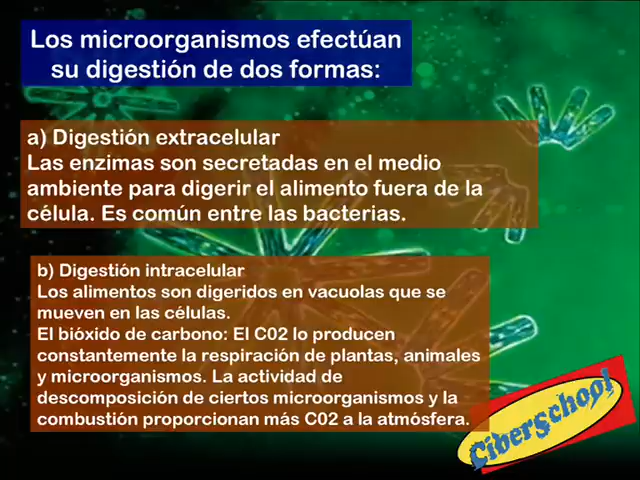 Los microorganismos efectúan
su digestión de dos formas:
a) Digestión extracelular
Las enzimas son secretadas en el medio
ambiente para digerir el alimento fuera de la
célula. Es común entre las bacterias.
b) Digestión intracelular
Los alimentos son digeridos en vacuolas que se
mueven en las células.
El bióxido de carbono: El C02 lo producen
constantemente la respiración de plantas, animales
y microorganismos. La actividad de
descomposición de ciertos microorganismos y la
combustión proporcionan más C02 a la atmósfera.
CiberSchool